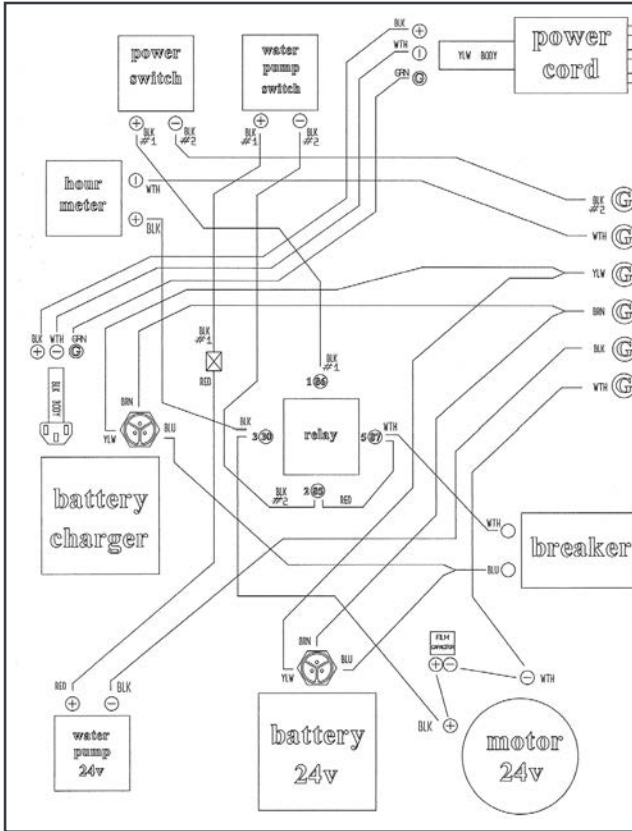 BLK
+
power
cord
WTH
−
YLW BODY
GRN
G
power
switch
water
pump
switch
+
−
+
−
BLK
#1
BLK
#2
BLK
#1
BLK
#2
hour
meter
−
WTH
+
BLK
BLK
#2
G
WTH
G
YLW
G
BRN
G
BLK
G
WTH
G
BLK
WTH
GRN
+
−
G
BLK BODY
BLK
#1
RED
BLK
#1
1 86
BRN
YLW
BLU
BLK
3 30
relay
WTH
5 87
2 85
BLK
#2
RED
battery
charger
WTH
BLU
breaker
BRN
YLW
BLU
FILM
CAPACITOR
+ −
− WTH
RED
+
−
BLK
water
pump
24v
battery
24v
BLK
+
motor
24v